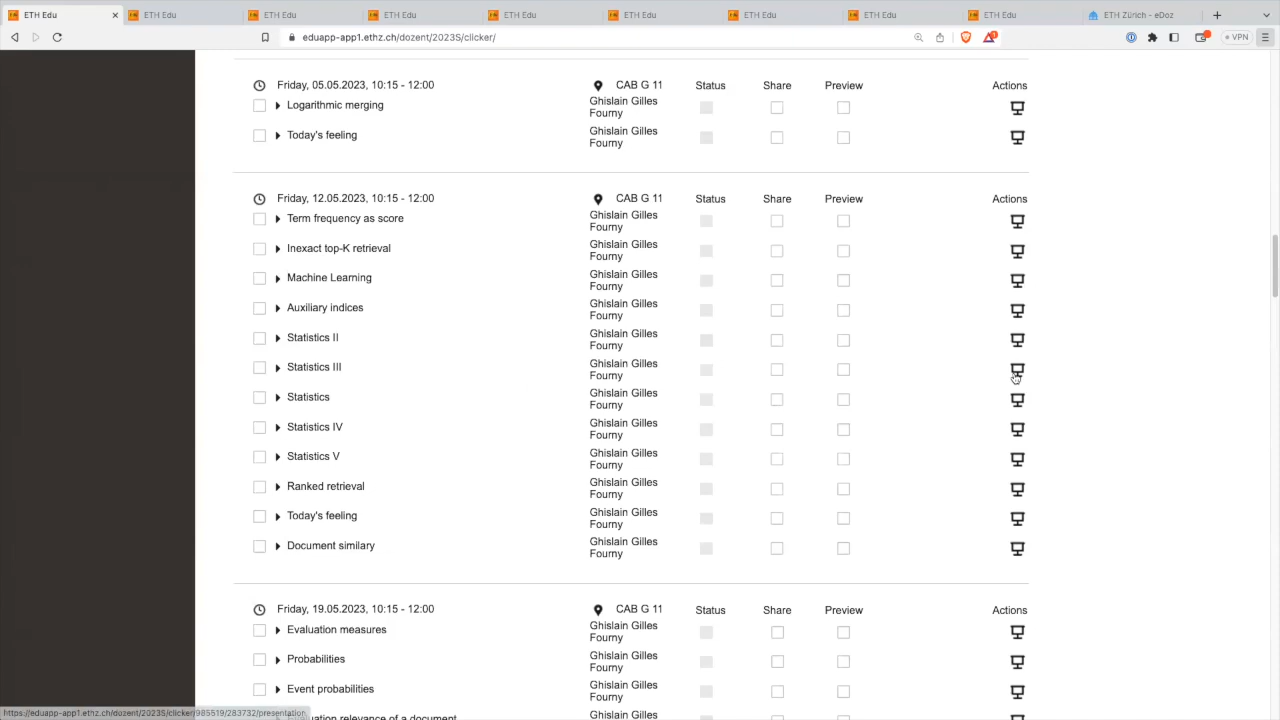 ETH Edu ETH Edu ETH Edu ETH Edu ETH Edu ETH Edu ETH Edu ETH Edu ETH Edu ETH Zürich - eDoz
eduapp-app1.ethz.ch/dozent/2023S/clicker/ 1 VPN
Friday, 05.05.2023, 10:15 - 12:00 CAB G 11 Status Share Preview Actions
Logarithmic merging Ghislain Gilles
Fourny
Today's feeling Ghislain Gilles
Fourny
Friday, 12.05.2023, 10:15 - 12:00 CAB G 11 Status Share Preview Actions
Term frequency as score Ghislain Gilles
Fourny
Inexact top-K retrieval Ghislain Gilles
Fourny
Machine Learning Ghislain Gilles
Fourny
Auxiliary indices Ghislain Gilles
Fourny
Statistics II Ghislain Gilles
Fourny
Statistics III Ghislain Gilles
Fourny
Statistics Ghislain Gilles
Fourny
Statistics IV Ghislain Gilles
Fourny
Statistics V Ghislain Gilles
Fourny
Ranked retrieval Ghislain Gilles
Fourny
Today's feeling Ghislain Gilles
Fourny
Document similary Ghislain Gilles
Fourny
Friday, 19.05.2023, 10:15 - 12:00 CAB G 11 Status Share Preview Actions
Evaluation measures Ghislain Gilles
Fourny
Probabilities Ghislain Gilles
Fourny
Event probabilities Ghislain Gilles
Fourny
relevance of a document Ghislain Gilles
https://eduapp-app1.ethz.ch/dozent/2023S/clicker/985519/283732/presentation